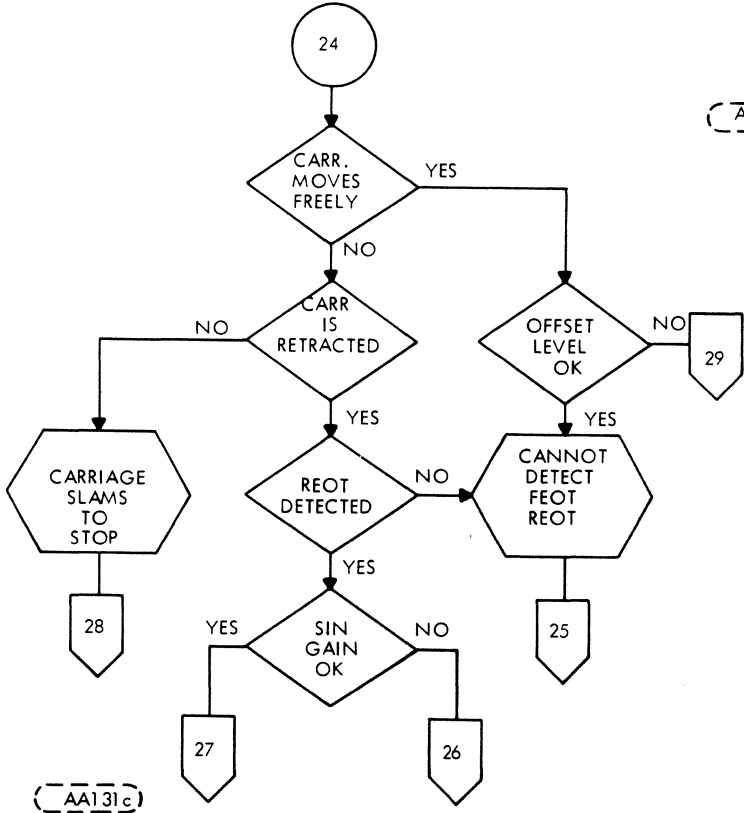 24
A
CARR.
MOVES
FREELY
YES
NO
CARR
IS
RETRACTED
NO
YES
OFFSET
LEVEL
OK
NO
29
YES
CARRIAGE
SLAMS
TO
STOP
REOT
DETECTED
NO
YES
CANNOT
DETECT
FEOT
REOT
28
YES
SIN
GAIN
OK
NO
25
27
26
AA131c